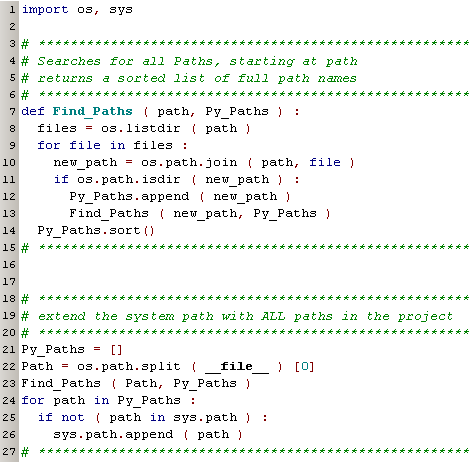 1 import os, sys
2
3 # ******************************************************
4 # Searches for all Paths, starting at path
5 # returns a sorted list of full path names
6 # ******************************************************
7 def Find_Paths ( path, Py_Paths ) :
8   files = os.listdir ( path )
9   for file in files :
10     new_path = os.path.join ( path, file )
11     if os.path.isdir ( new_path ) :
12       Py_Paths.append ( new_path )
13       Find_Paths ( new_path, Py_Paths )
14   Py_Paths.sort()
15 # ******************************************************
16
17
18 # ******************************************************
19 # extend the system path with ALL paths in the project
20 # ******************************************************
21 Py_Paths = []
22 Path = os.path.split ( __file__ ) [0]
23 Find_Paths ( Path, Py_Paths )
24 for path in Py_Paths :
25   if not ( path in sys.path ) :
26     sys.path.append ( path )
27 # ******************************************************